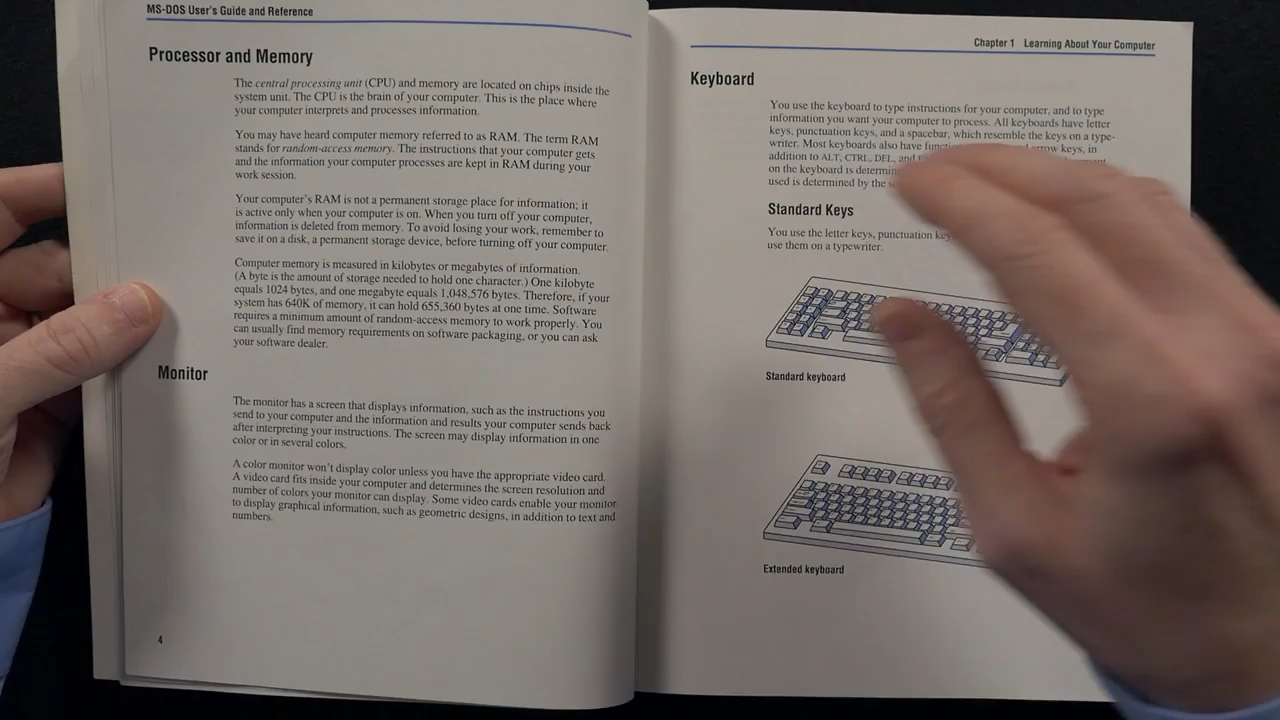 MS-DOS User's Guide and Reference
Processor and Memory
The central processing unit (CPU) and memory are located on chips inside the
system unit. The CPU is the brain of your computer. This is the place where
your computer interprets and processes information.
You may have heard computer memory referred to as RAM. The term RAM
stands for random-access memory. The instructions that your computer gets
and the information your computer processes are kept in RAM during your
work session.
Your computer's RAM is not a permanent storage place for information; it
is active only when your computer is on. When you turn off your computer,
information is deleted from memory. To avoid losing your work, remember to
save it on a disk, a permanent storage device, before turning off your computer.
Computer memory is measured in kilobytes or megabytes of information.
(A byte is the amount of storage needed to hold one character.) One kilobyte
equals 1024 bytes, and one megabyte equals 1,048,576 bytes. Therefore, if your
system has 640K of memory, it can hold 655,360 bytes at one time. Software
requires a minimum amount of random-access memory to work properly. You
can usually find memory requirements on software packaging, or you can ask
your software dealer.
Monitor
The monitor has a screen that displays information, such as the instructions you
send to your computer and the information and results your computer sends back
after interpreting your instructions. The screen may display information in one
color or in several colors.
A color monitor won't display color unless you have the appropriate video card.
A video card fits inside your computer and determines the screen resolution and
number of colors your monitor can display. Some video cards enable your monitor
to display graphical information, such as geometric designs, in addition to text and
numbers.
4
Chapter 1 Learning About Your Computer
Keyboard
You use the keyboard to type instructions for your computer, and to type
information you want your computer to process. All keyboards have letter
keys, punctuation keys, and a spacebar, which resemble the keys on a type-
writer. Most keyboards also have keys, in
addition to ALT, CTRL, DEL, and
on the keyboard is
used is determined by the
Standard Keys
You use the letter keys, punctuation
use them on a typewriter.
Standard keyboard
Extended keyboard